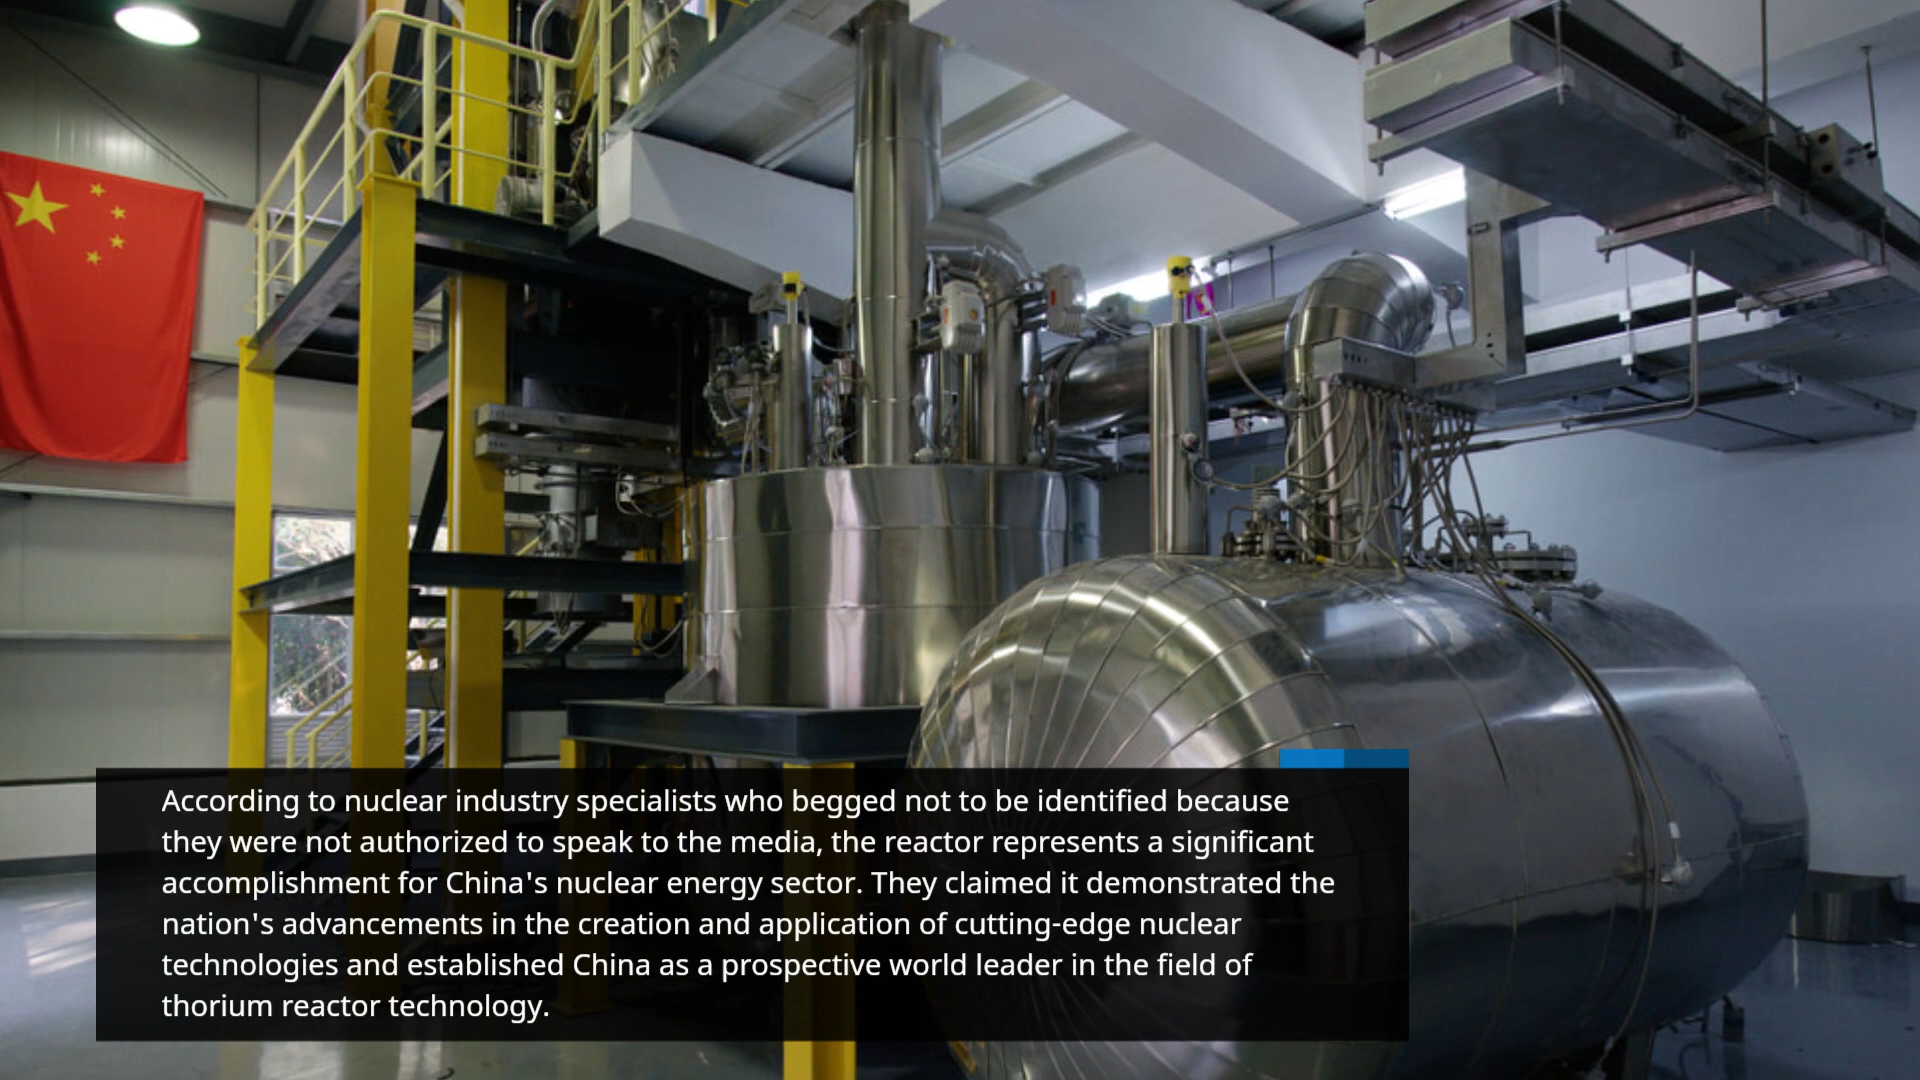 According to nuclear industry specialists who begged not to be identified because
they were not authorized to speak to the media, the reactor represents a significant
accomplishment for China's nuclear energy sector. They claimed it demonstrated the
nation's advancements in the creation and application of cutting-edge nuclear
technologies and established China as a prospective world leader in the field of
thorium reactor technology.